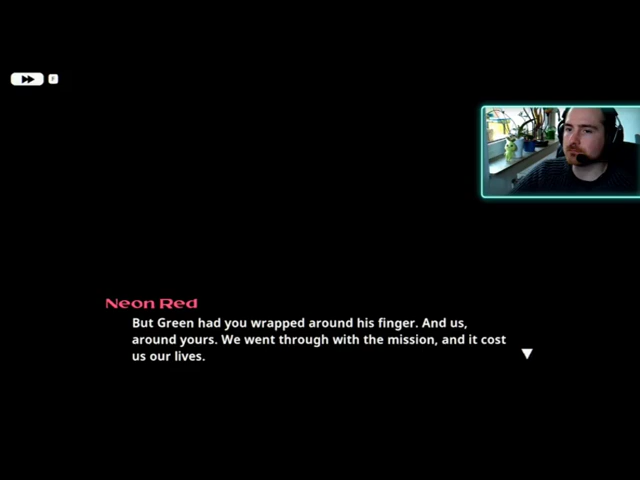 Neon Red
But Green had you wrapped around his finger. And us,
around yours. We went through with the mission, and it cost
us our lives.